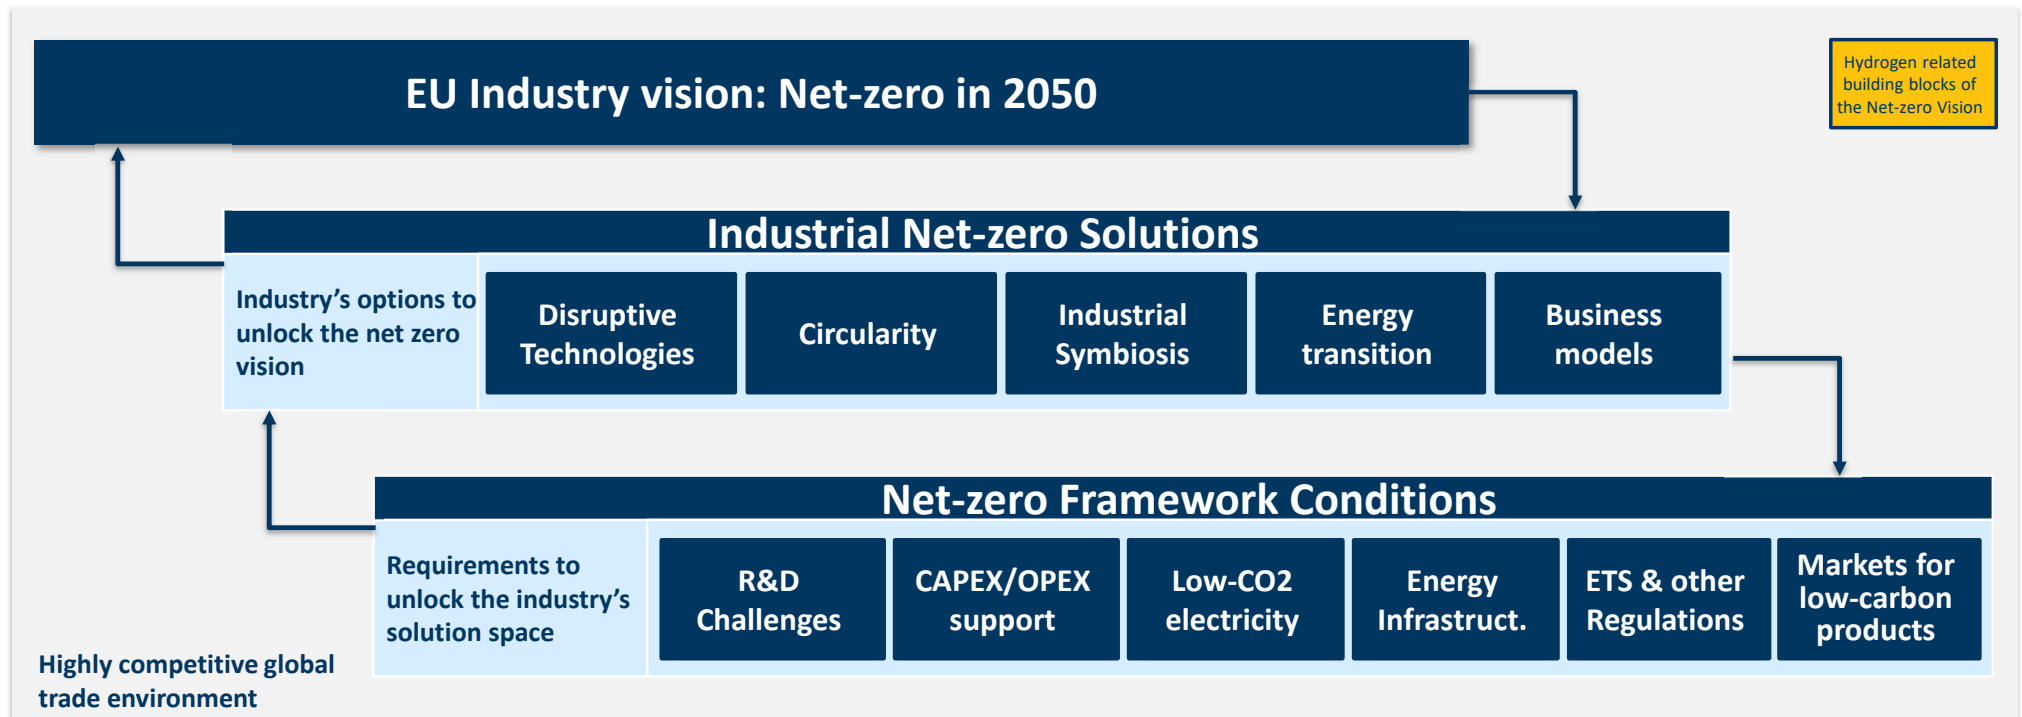 EU Industry vision: Net-zero in 2050
Hydrogen related
building blocks of
the Net-zero Vision
Industrial Net-zero Solutions
Industry’s options to
unlock the net zero
vision
Disruptive
Technologies
Circularity
Industrial
Symbiosis
Energy
transition
Business
models
Net-zero Framework Conditions
Requirements to
unlock the industry’s
solution space
R&D
Challenges
CAPEX/OPEX
support
Low-CO2
electricity
Energy
Infrastruct.
ETS & other
Regulations
Markets for
low-carbon
products
Highly competitive global
trade environment